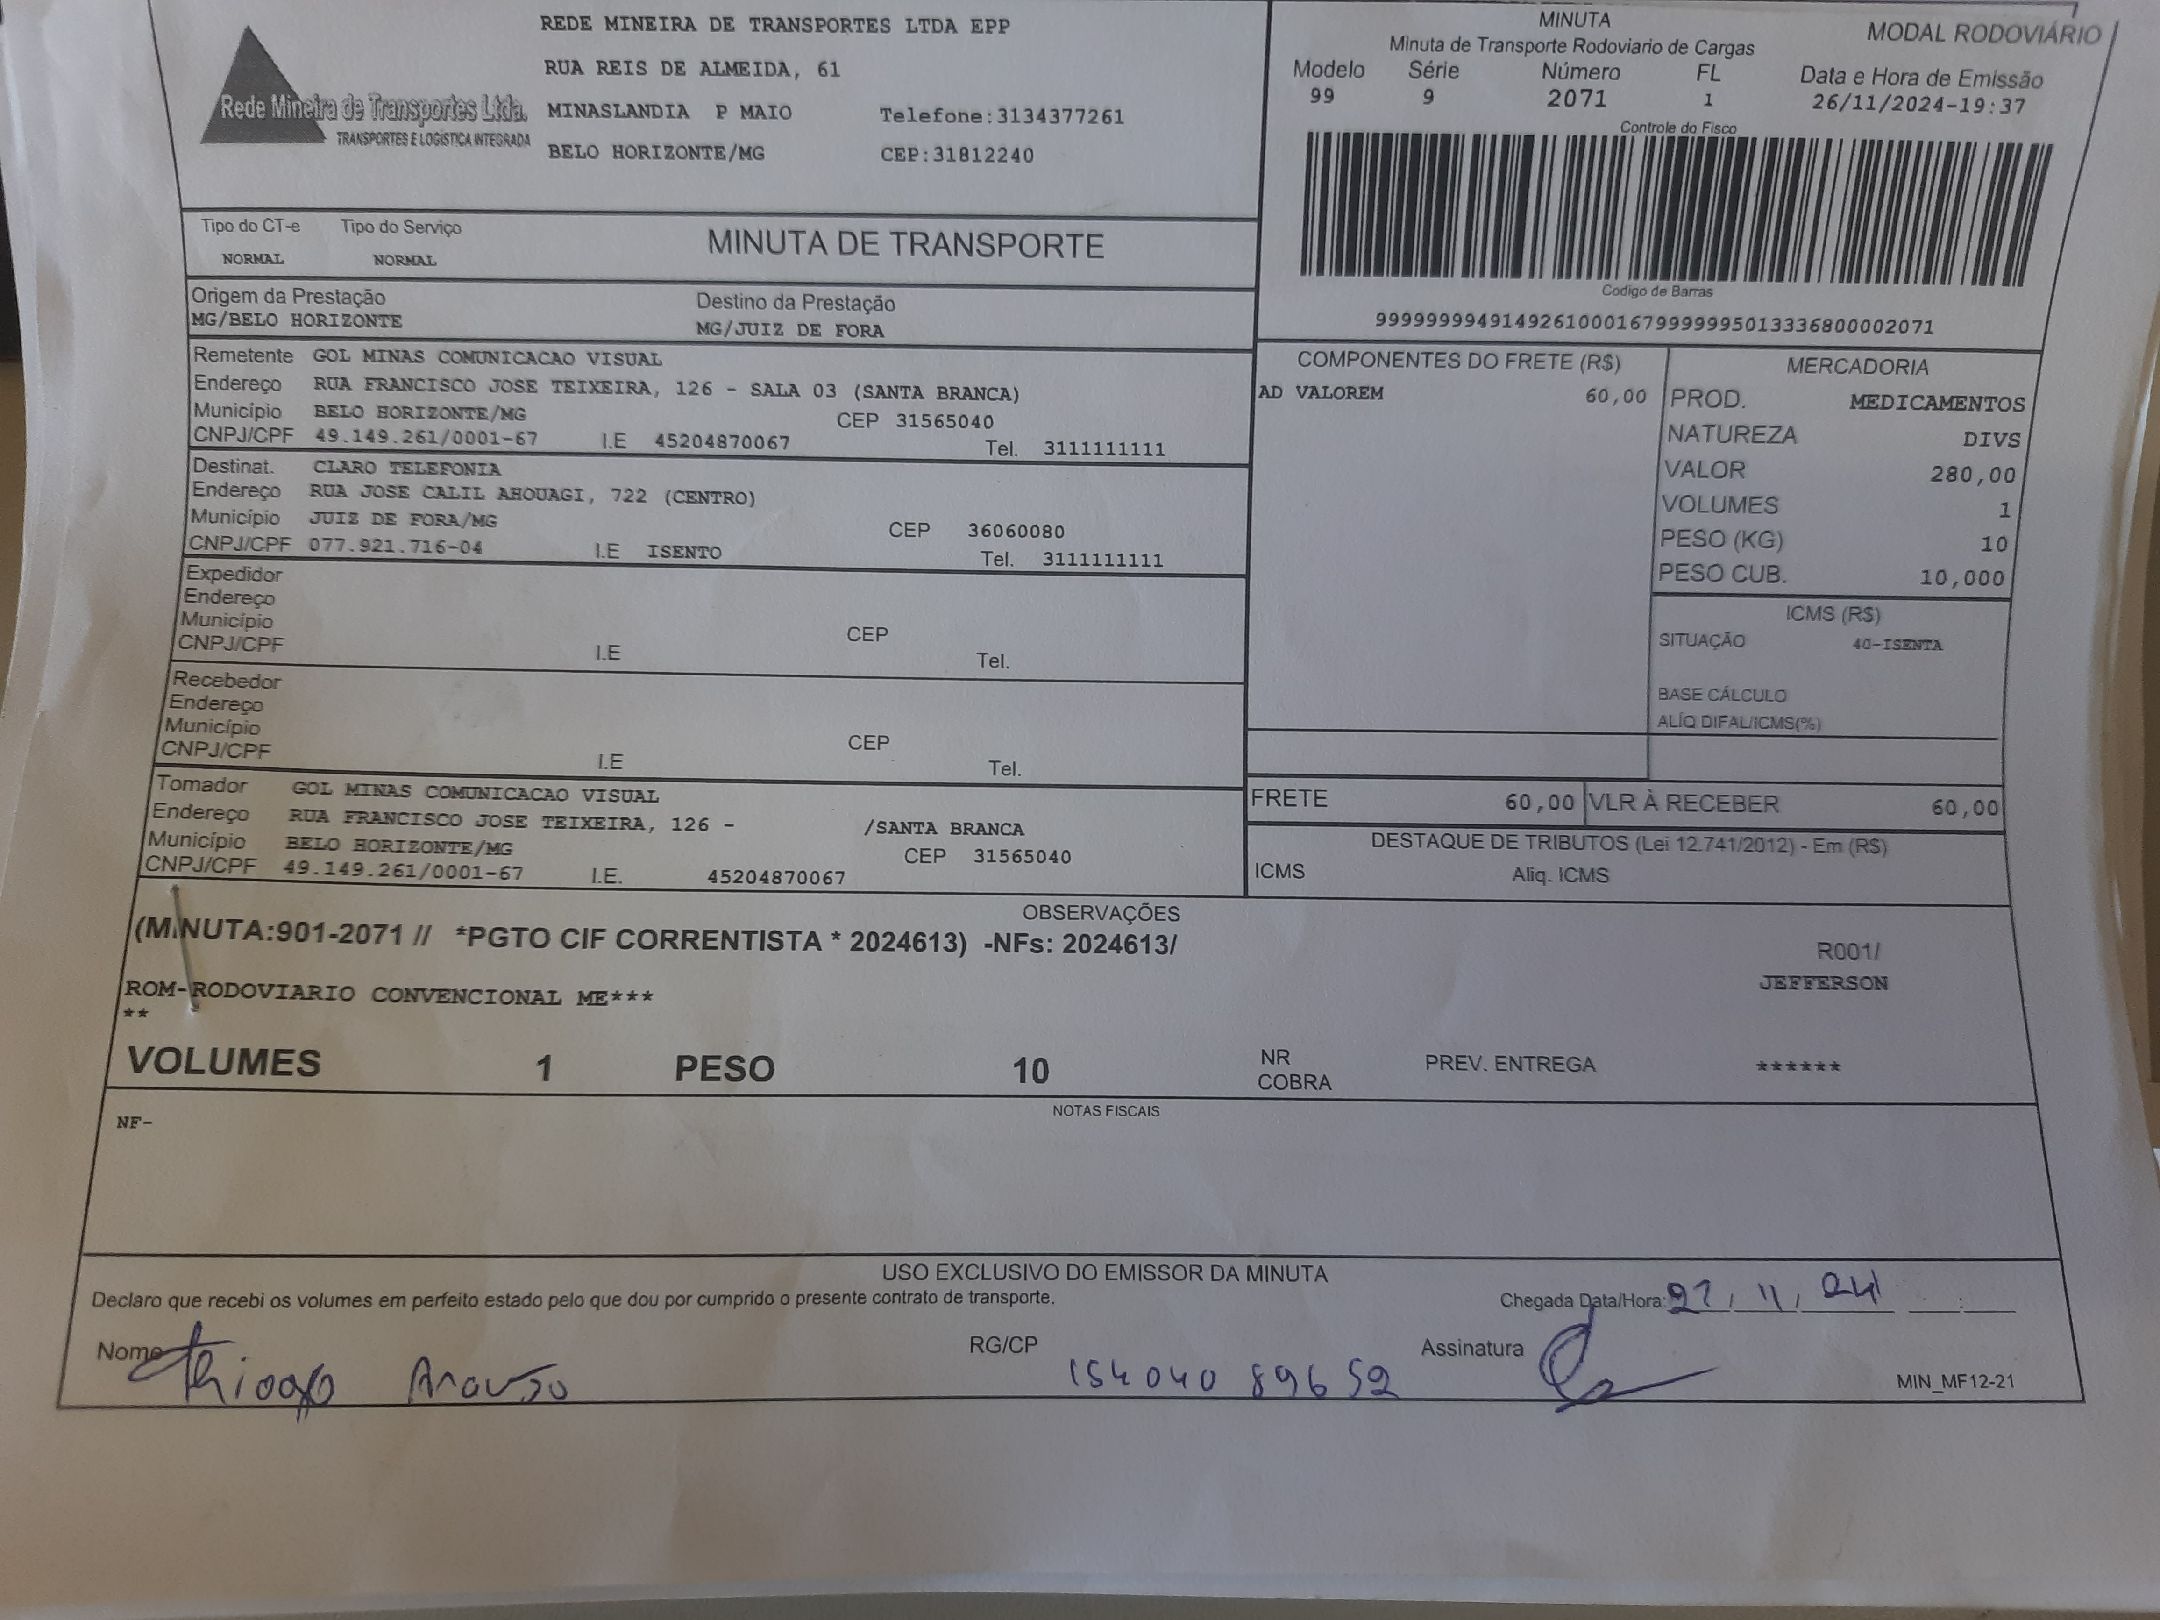 Rede Mineira de Transportes Ltda.
TRANSPORTES E LOGÍSTICA INTEGRADA
REDE MINEIRA DE TRANSPORTES LTDA EPP
RUA REIS DE ALMEIDA, 61
MINASLANDIA P MAIO Telefone:3134377261
BELO HORIZONTE/MG CEP:31812240
MINUTA
Minuta de Transporte Rodoviario de Cargas
MODAL RODOVIÁRIO
Modelo Série Número FL Data e Hora de Emissão
99 9 2071 1 26/11/2024-19:37
Controle do Fisco
Codigo de Barras
99999999491492610001679999995013336800002071
Tipo do CT-e Tipo do Serviço
NORMAL NORMAL
MINUTA DE TRANSPORTE
Origem da Prestação Destino da Prestação
MG/BELO HORIZONTE MG/JUIZ DE FORA
Remetente GOL MINAS COMUNICACAO VISUAL
Endereço RUA FRANCISCO JOSE TEIXEIRA, 126 - SALA 03 (SANTA BRANCA)
Município BELO HORIZONTE/MG CEP 31565040
CNPJ/CPF 49.149.261/0001-67 I.E 45204870067 Tel. 3111111111
Destinat. CLARO TELEFONIA
Endereço RUA JOSE CALIL AHOUAGI, 722 (CENTRO)
Município JUIZ DE FORA/MG CEP 36060080
CNPJ/CPF 077.921.716-04 I.E ISENTO Tel. 3111111111
Expedidor
Endereço
Município CEP
CNPJ/CPF I.E Tel.
Recebedor
Endereço
Município CEP
CNPJ/CPF I.E Tel.
Tomador GOL MINAS COMUNICACAO VISUAL
Endereço RUA FRANCISCO JOSE TEIXEIRA, 126 - /SANTA BRANCA
Município BELO HORIZONTE/MG CEP 31565040
CNPJ/CPF 49.149.261/0001-67 I.E. 45204870067
COMPONENTES DO FRETE (R$)
AD VALOREM 60,00
MERCADORIA
PROD. MEDICAMENTOS
NATUREZA DIVS
VALOR 280,00
VOLUMES 1
PESO (KG) 10
PESO CUB. 10,000
ICMS (R$)
SITUAÇÃO 40-ISENTA
BASE CÁLCULO
ALÍQ DIFAL/ICMS(%)
FRETE 60,00 VLR À RECEBER 60,00
DESTAQUE DE TRIBUTOS (Lei 12.741/2012) - Em (R$)
ICMS Aliq. ICMS
OBSERVAÇÕES
(MINUTA:901-2071 // *PGTO CIF CORRENTISTA * 2024613) -NFs: 2024613/
R001/
JEFFERSON
ROM-RODOVIARIO CONVENCIONAL ME***
**
VOLUMES 1 PESO 10 NR COBRA PREV. ENTREGA ******
NOTAS FISCAIS
NF-
USO EXCLUSIVO DO EMISSOR DA MINUTA
Declaro que recebi os volumes em perfeito estado pelo que dou por cumprido o presente contrato de transporte.
Chegada Data/Hora: 27/11/24
Nome Thiago Araujo RG/CP 154040 896 52 Assinatura
MIN_MF12-21